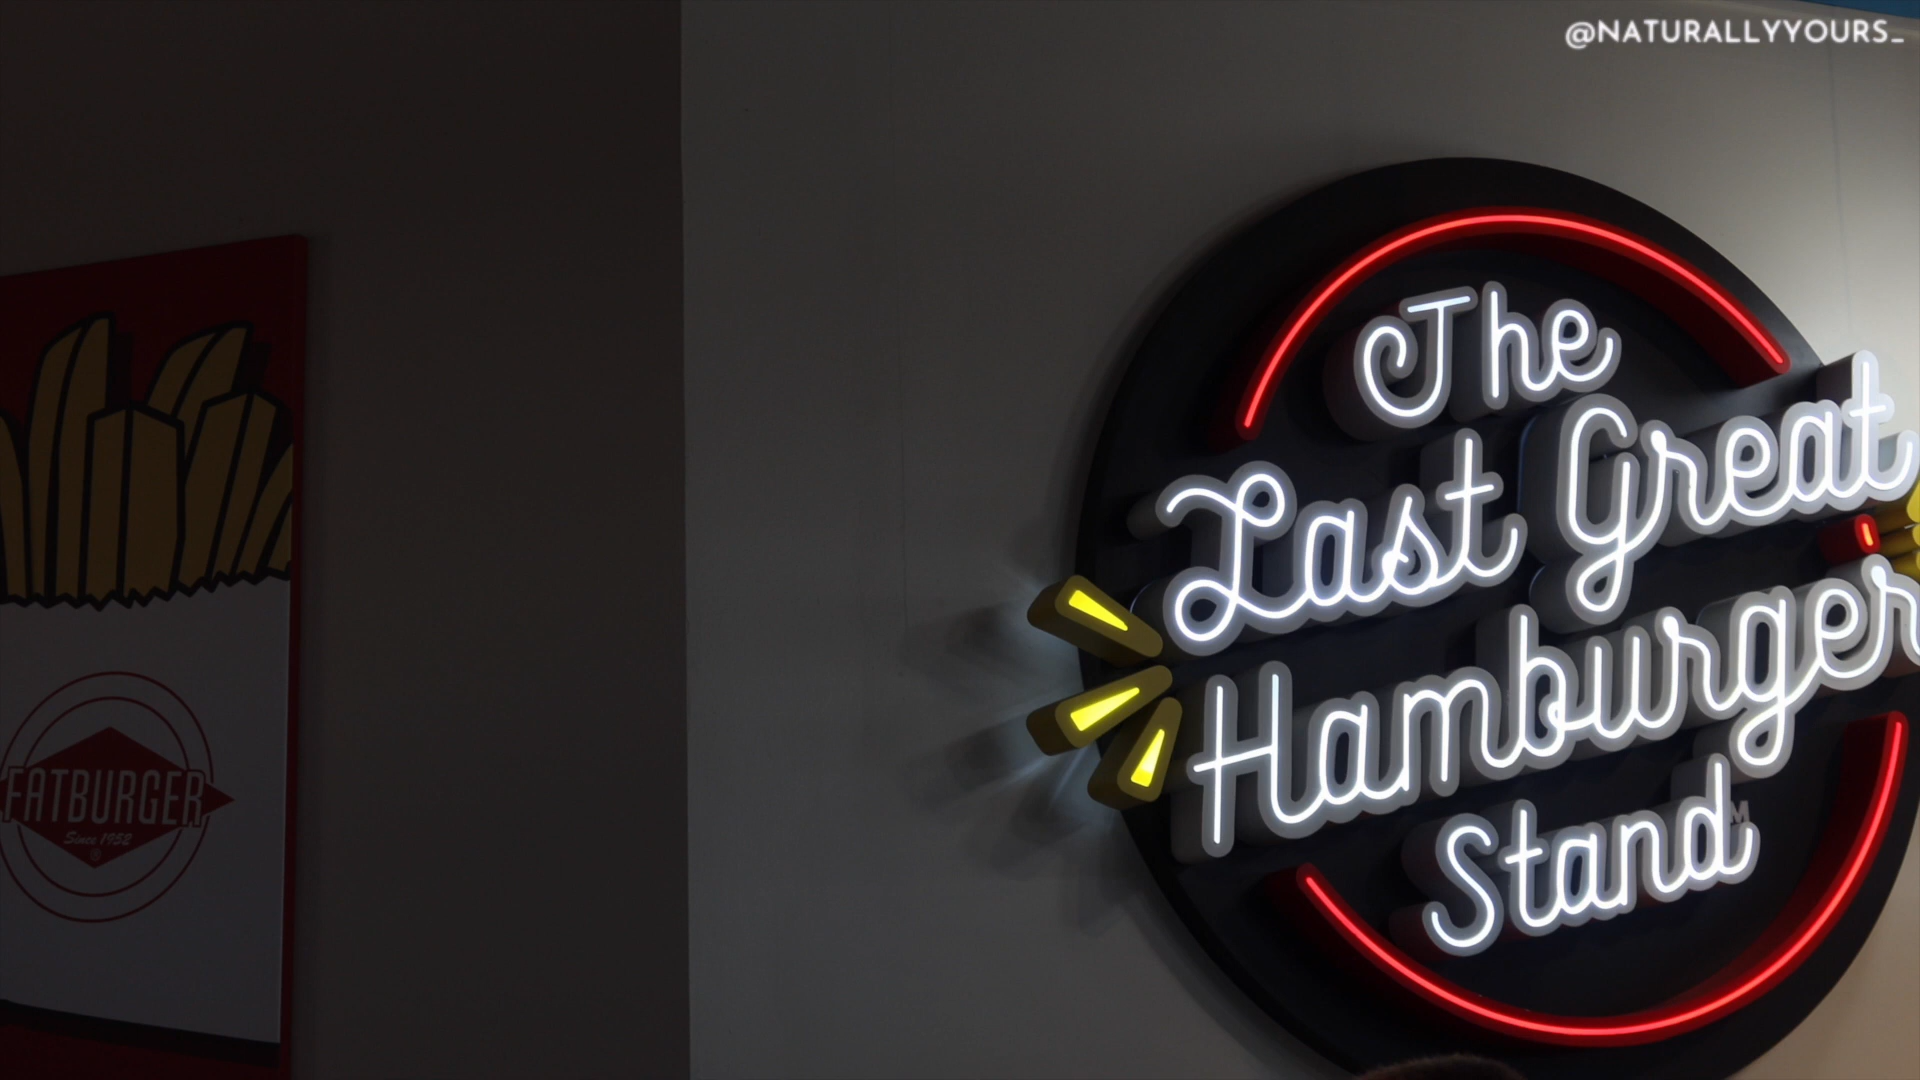 @NATURALLYYOURS_
The
Last Great
Hamburger
Stand
FATBURGER
Since 1952
®